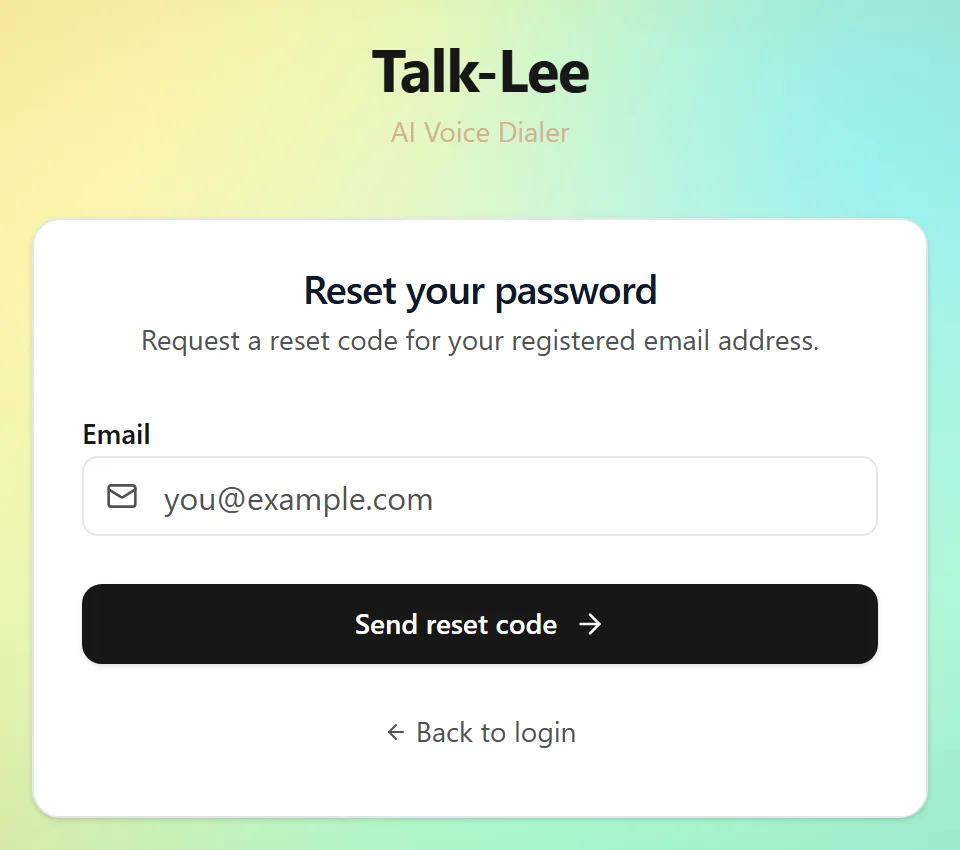 Talk-Lee
AI Voice Dialer
Reset your password
Request a reset code for your registered email address.
Email
you@example.com
Send reset code →
← Back to login